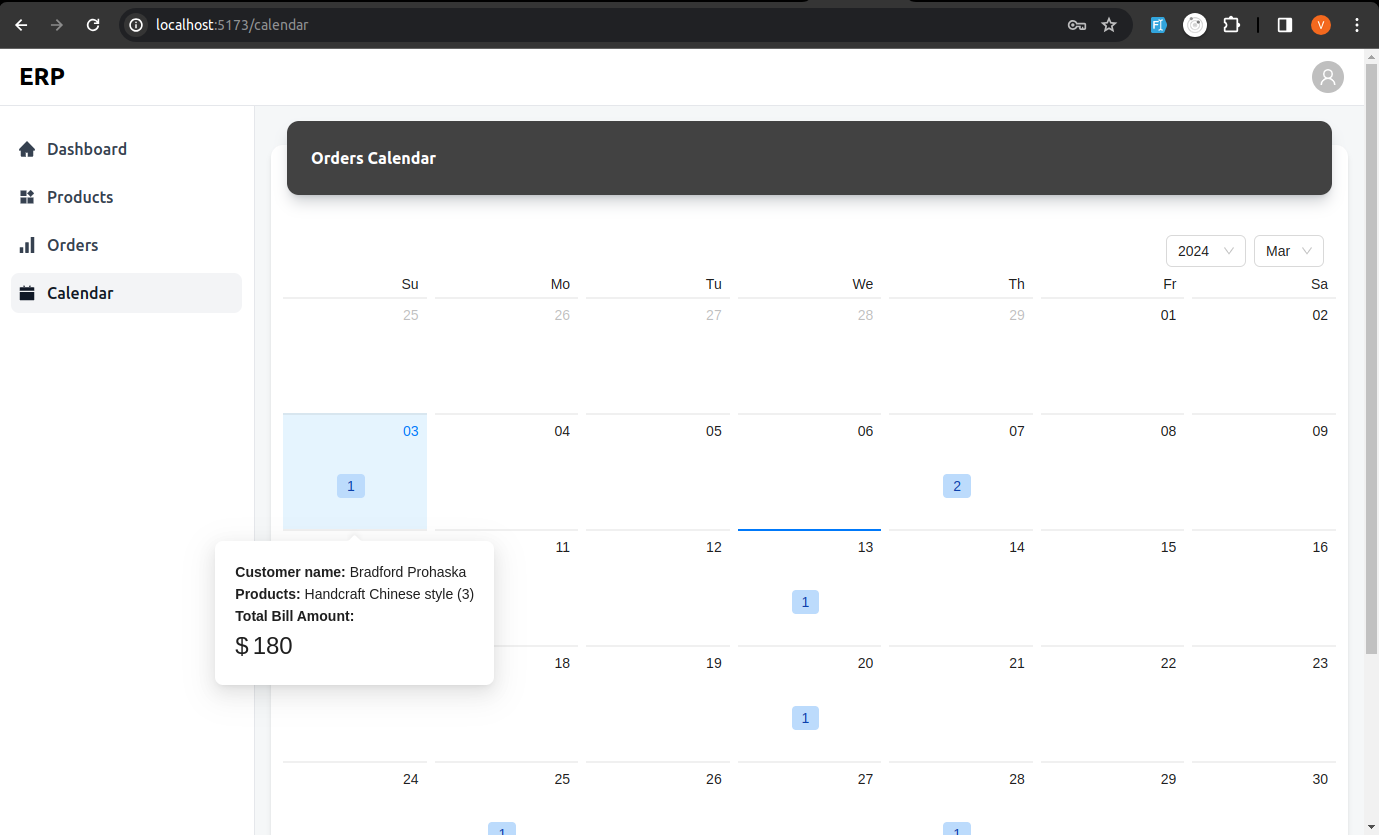 localhost:5173/calendar
V
ERP
Dashboard
Products
Orders
Calendar
Orders Calendar
2024 Mar
Su Mo Tu We Th Fr Sa
25 26 27 28 29 01 02
03 04 05 06 07 08 09
1 2
11 12 13 14 15 16
Customer name: Bradford Prohaska
Products: Handcraft Chinese style (3)
Total Bill Amount:
$ 180
1
18 19 20 21 22 23
1
24 25 26 27 28 29 30
1 1